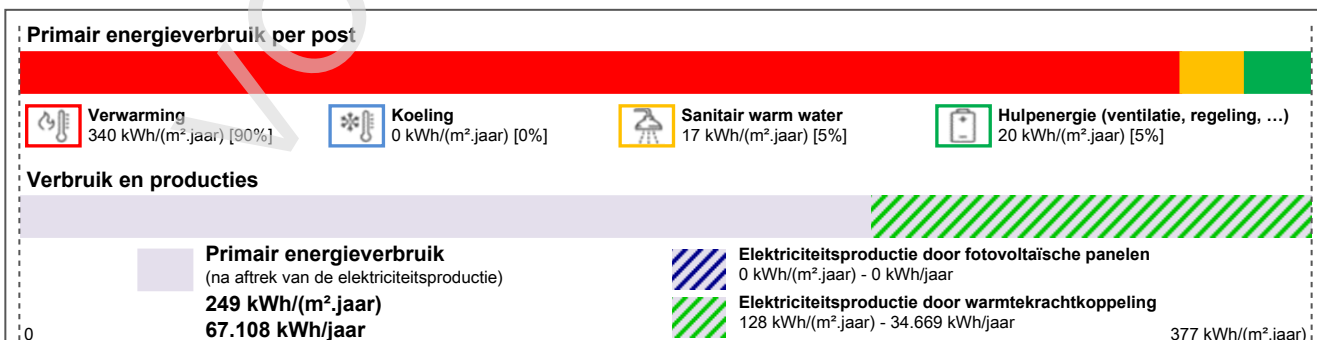 Primair energieverbruik per post
Verwarming
340 kWh/(m².jaar) [90%]
Koeling
0 kWh/(m².jaar) [0%]
Sanitair warm water
17 kWh/(m².jaar) [5%]
Hulpenergie (ventilatie, regeling, …)
20 kWh/(m².jaar) [5%]
Verbruik en producties
Primair energieverbruik
(na aftrek van de elektriciteitsproductie)
249 kWh/(m².jaar)
67.108 kWh/jaar
Elektriciteitsproductie door fotovoltaïsche panelen
0 kWh/(m².jaar) - 0 kWh/jaar
Elektriciteitsproductie door warmtekrachtkoppeling
128 kWh/(m².jaar) - 34.669 kWh/jaar
0
377 kWh/(m².jaar)